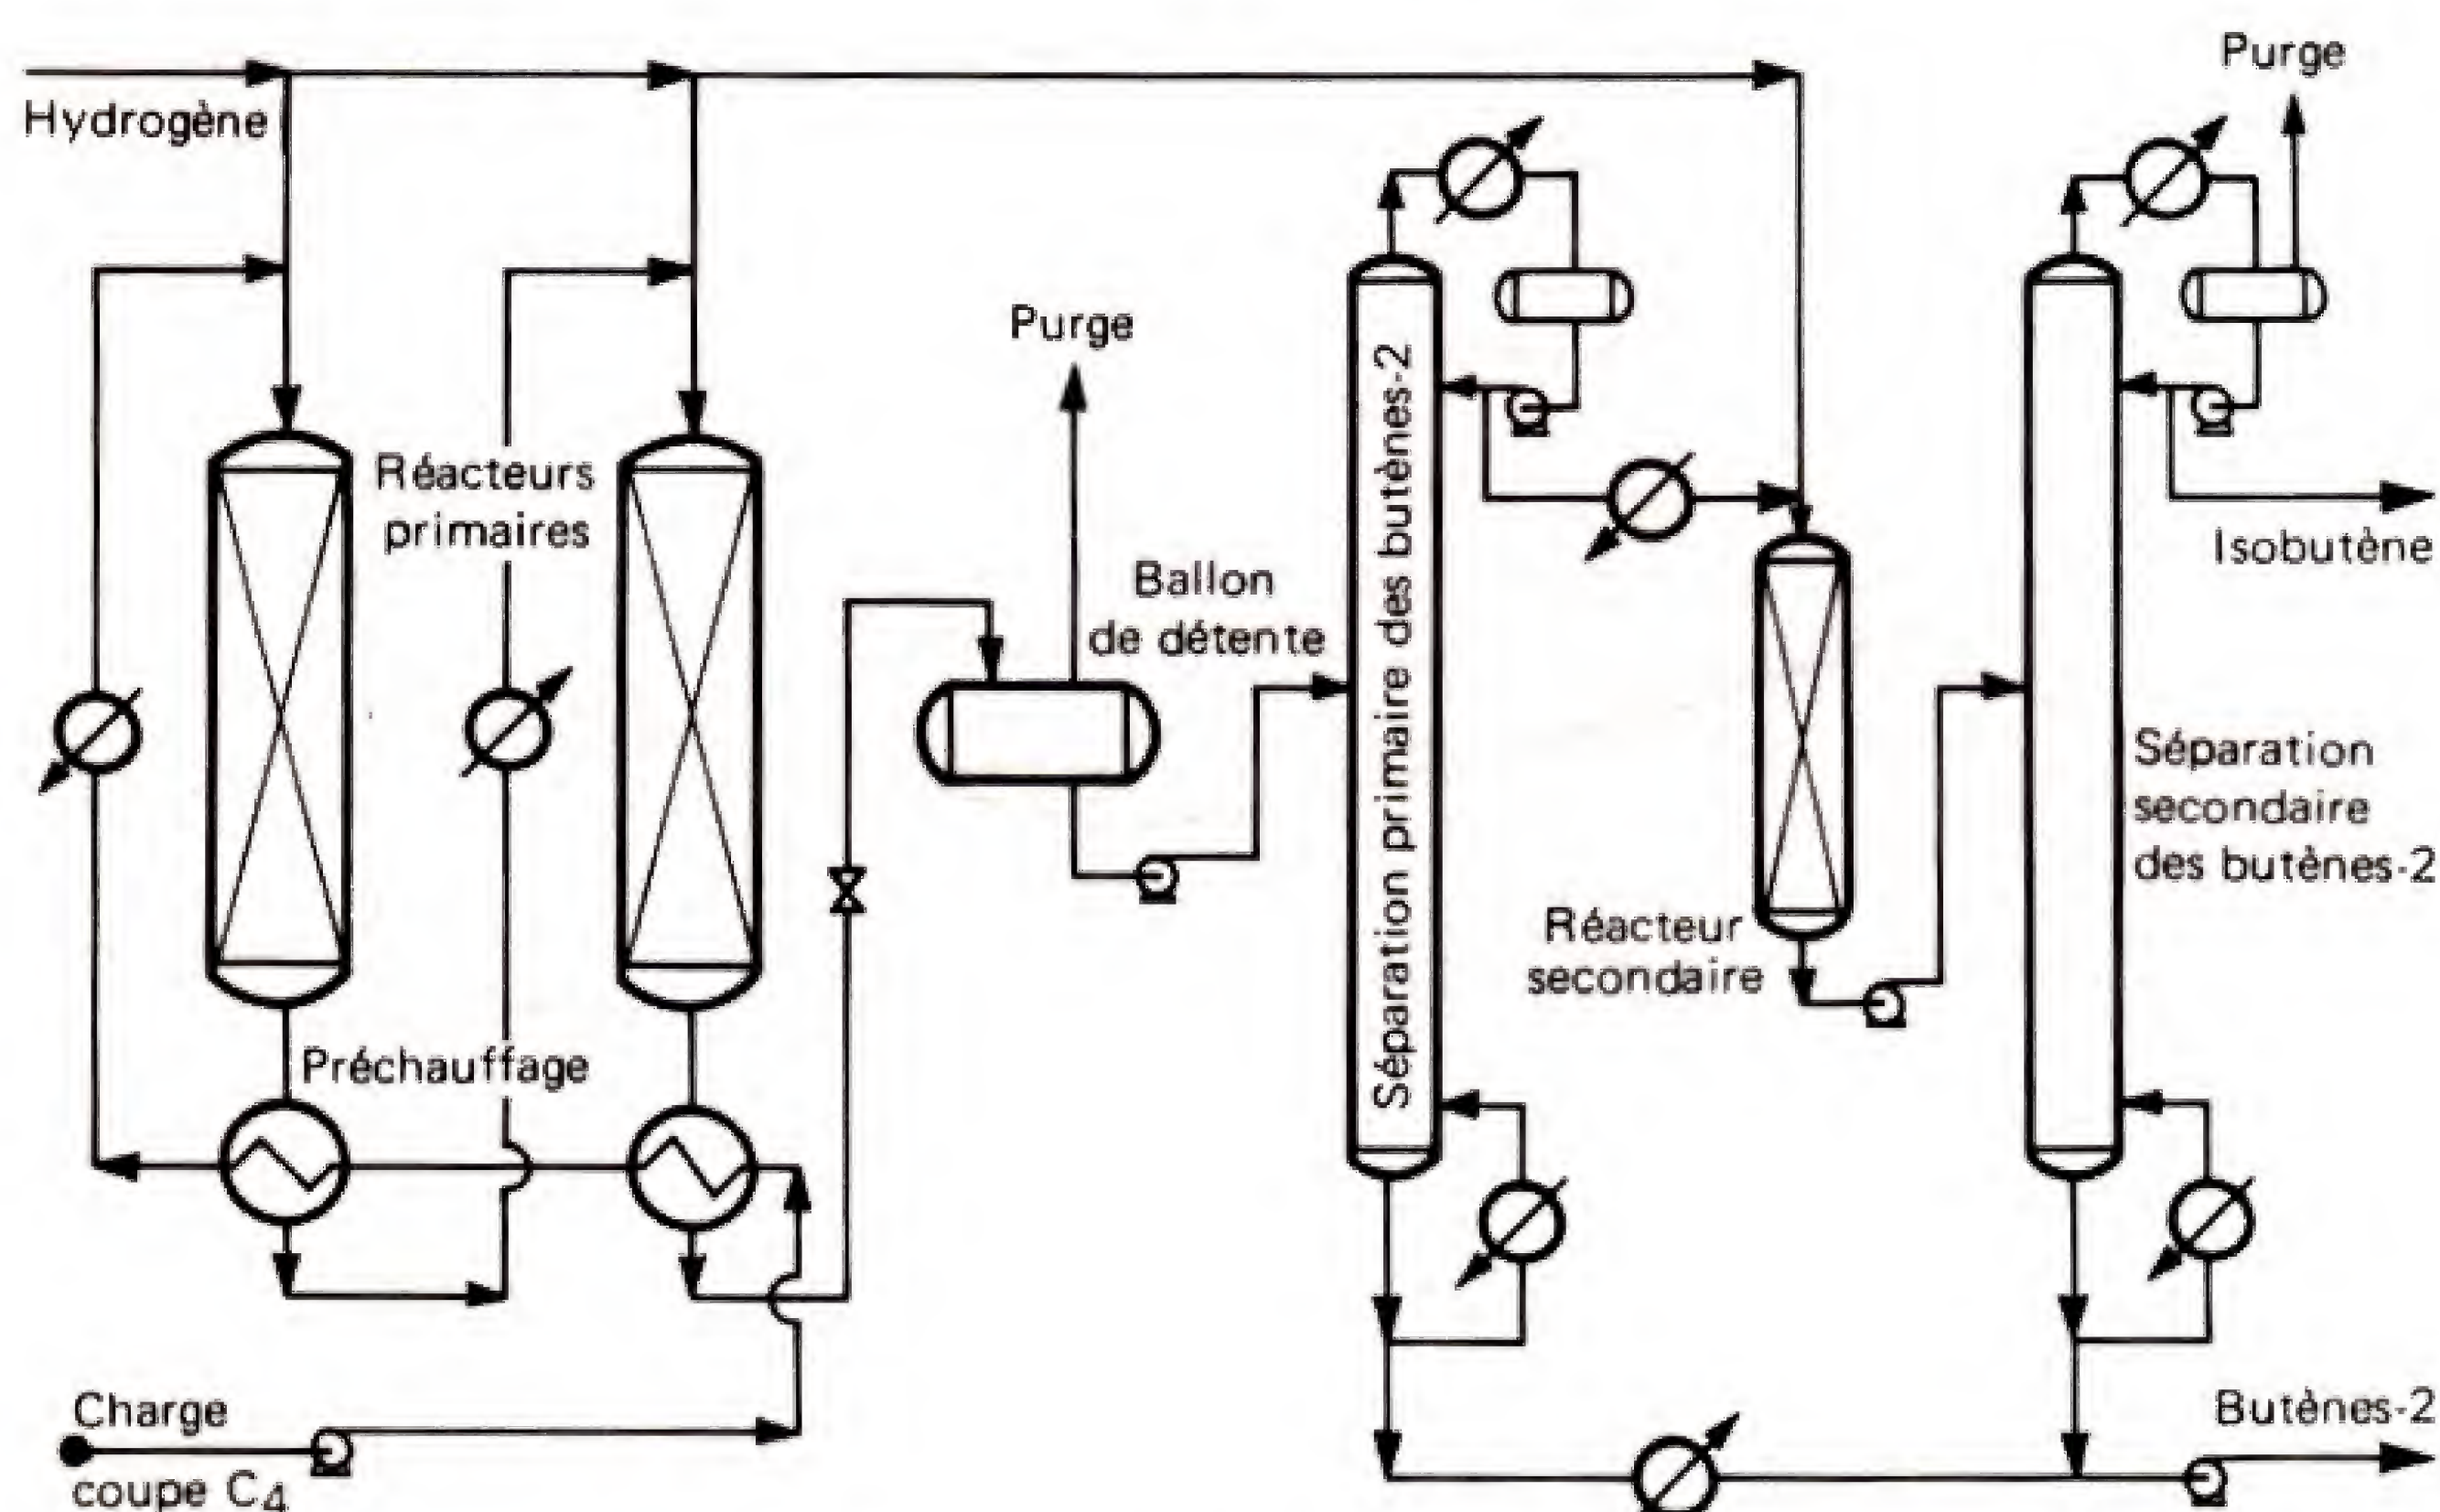 Hydrogène
Purge
Réacteurs
primaires
Purge
Ballon
de détente
Séparation primaire des butènes-2
Isobutène
Séparation
secondaire
des butènes-2
Réacteur
secondaire
Préchauffage
Charge
coupe C4
Butènes-2